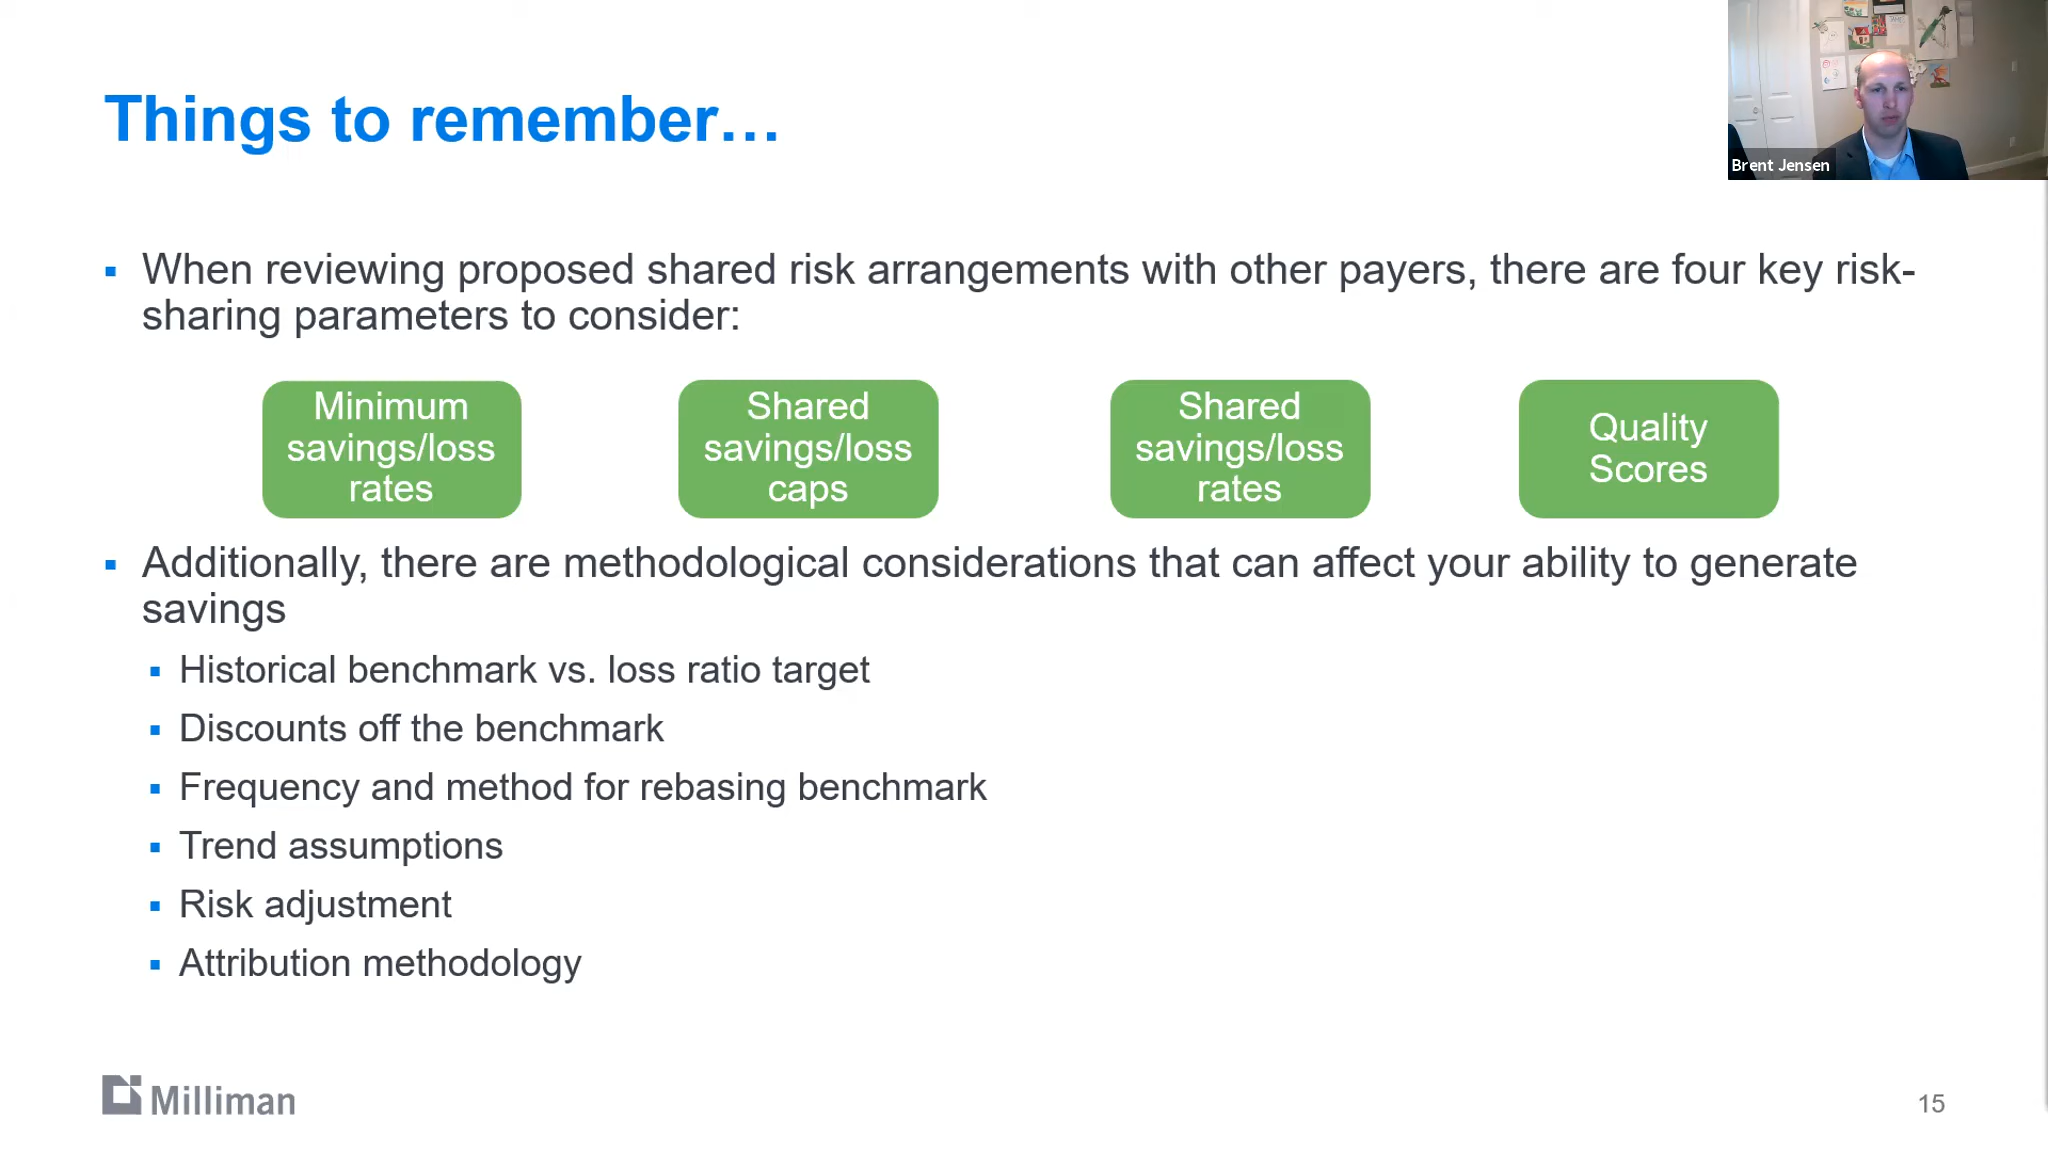 Things to remember…
Brent Jensen
▪ When reviewing proposed shared risk arrangements with other payers, there are four key risk-
sharing parameters to consider:
Minimum
savings/loss
rates
Shared
savings/loss
caps
Shared
savings/loss
rates
Quality
Scores
▪ Additionally, there are methodological considerations that can affect your ability to generate
savings
▪ Historical benchmark vs. loss ratio target
▪ Discounts off the benchmark
▪ Frequency and method for rebasing benchmark
▪ Trend assumptions
▪ Risk adjustment
▪ Attribution methodology
Milliman
15